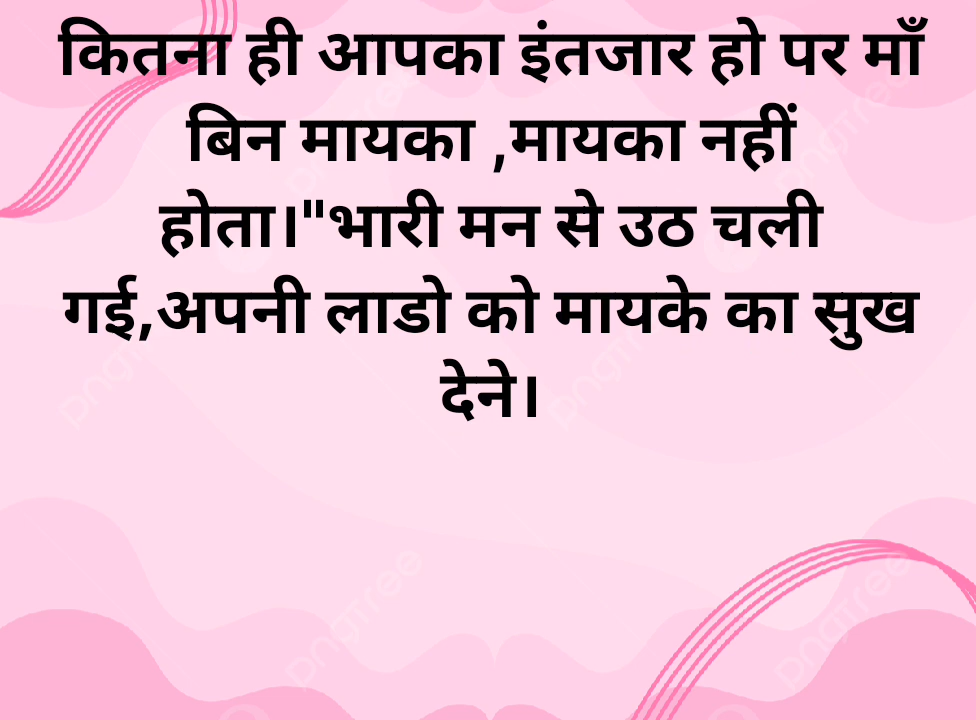 कितना ही आपका इंतजार हो पर माँ
बिन मायका ,मायका नहीं
होता।"भारी मन से उठ चली
गई,अपनी लाडो को मायके का सुख
देने।